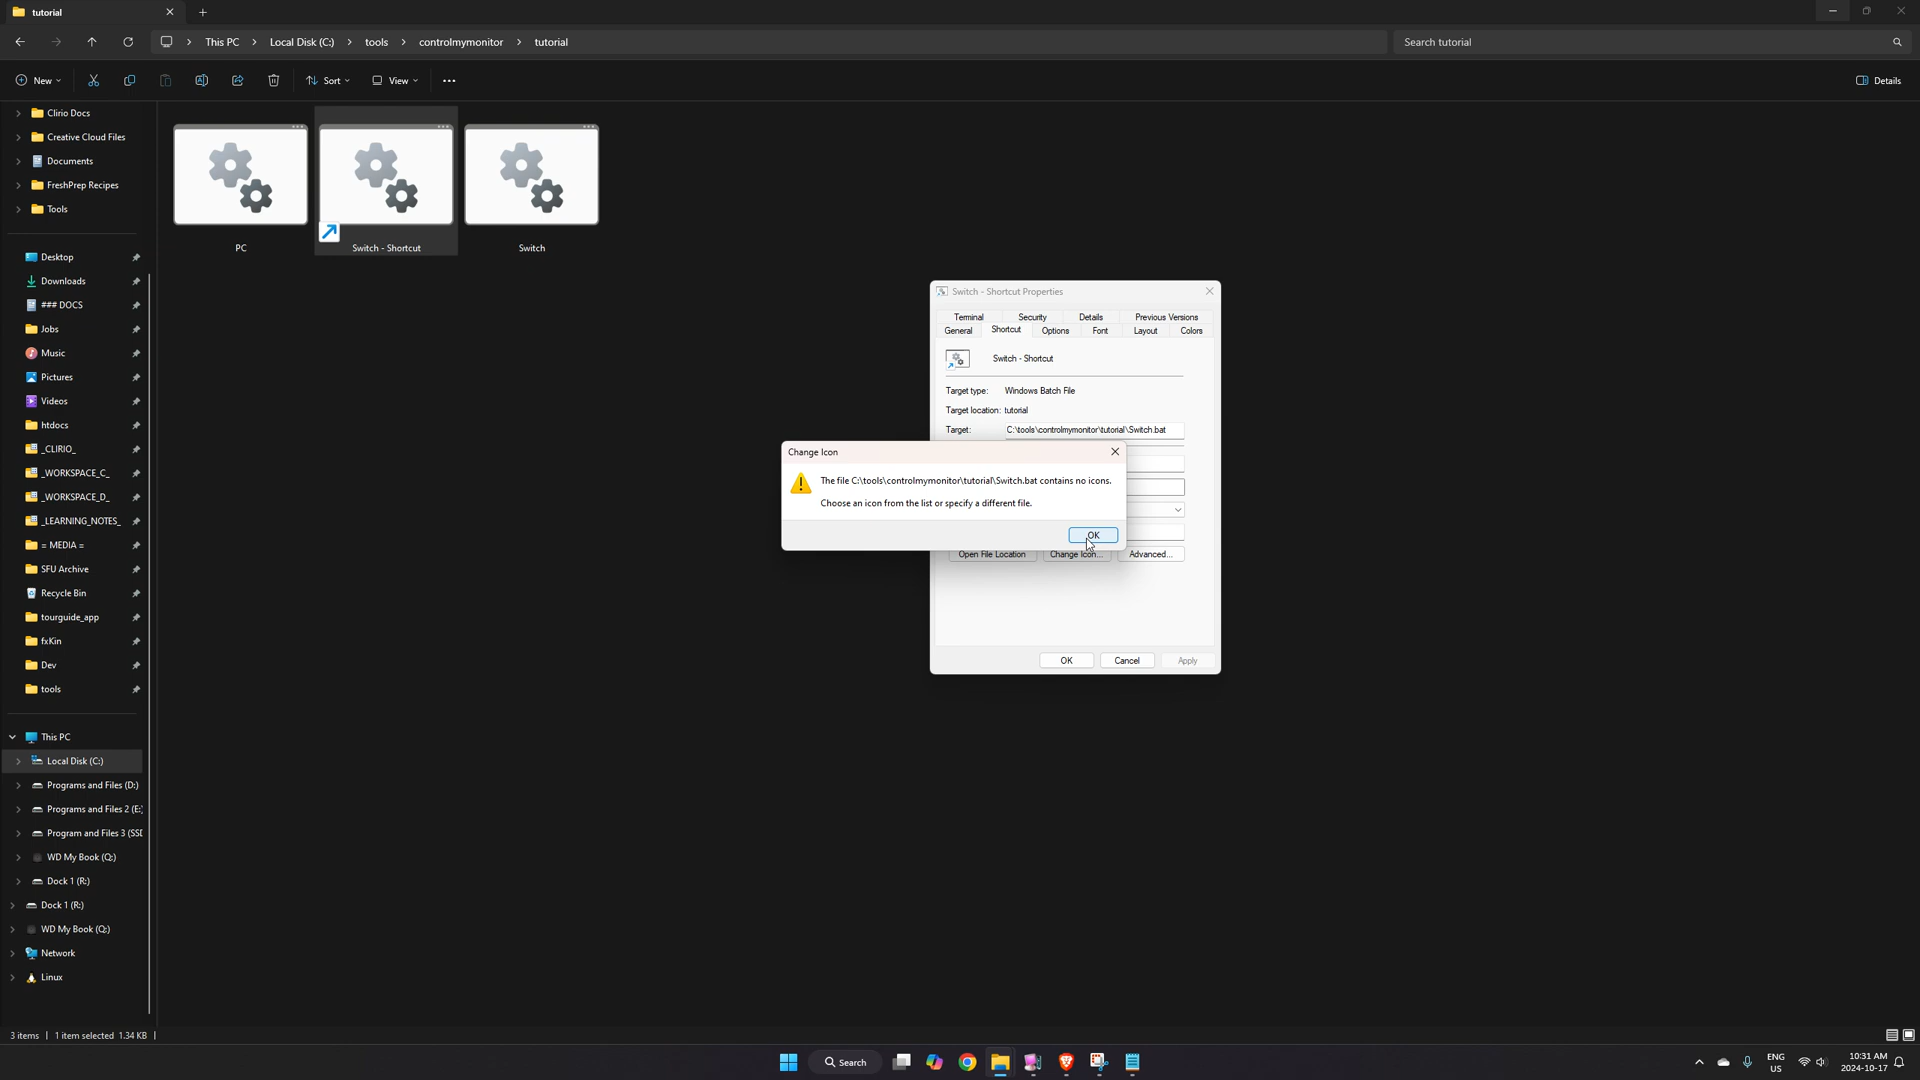 tutorial
This PC
Local Disk (C:)
tools
controlmymonitor
tutorial
Search tutorial
New
Sort
View
Details
Clirio Docs
Creative Cloud Files
Documents
FreshPrep Recipes
Tools
Desktop
Downloads
### DOCS
Jobs
Music
Pictures
Videos
htdocs
_CLIRIO_
_WORKSPACE_C_
_WORKSPACE_D_
_LEARNING_NOTES_
= MEDIA =
SFU Archive
Recycle Bin
tourguide_app
fxKin
Dev
tools
This PC
Local Disk (C:)
Programs and Files (D:)
Programs and Files 2 (E:
Program and Files 3 (SSD
WD My Book (Q:)
Dock 1 (R:)
Dock 1 (R:)
WD My Book (Q:)
Network
Linux
PC
Switch - Shortcut
Switch
Switch - Shortcut Properties
Terminal Security Details Previous Versions
General Shortcut Options Font Layout Colors
Switch - Shortcut
Target type: Windows Batch File
Target location: tutorial
Target: C:\tools\controlmymonitor\tutorial\Switch.bat
Change Icon
The file C:\tools\controlmymonitor\tutorial\Switch.bat contains no icons.
Choose an icon from the list or specify a different file.
OK
Open File Location Change Icon... Advanced...
OK Cancel Apply
3 items 1 item selected 1.34 KB
Search
ENG
US
10:31 AM
2024-10-17